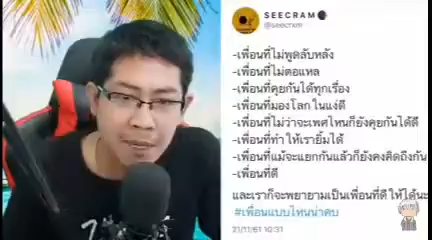 SEECRAM
@seecram
-เพื่อนที่ไม่พูดลับหลัง
-เพื่อนที่ไม่ตอแหล
-เพื่อนที่คุยกันได้ทุกเรื่อง
-เพื่อนที่มองโลกในแง่ดี
-เพื่อนที่ไม่ว่าจะเพศไหนก็ยังคุยกันได้ดี
-เพื่อนที่ทำให้เรายิ้มได้
-เพื่อนที่แม้จะแยกกันแล้วก็ยังคงคิดถึงกัน
-เพื่อนที่ดี
และเราก็จะพยายามเป็นเพื่อนที่ดีให้ได้นะ
#เพื่อนแบบไหนน่าคบ
21/11/61 10:31